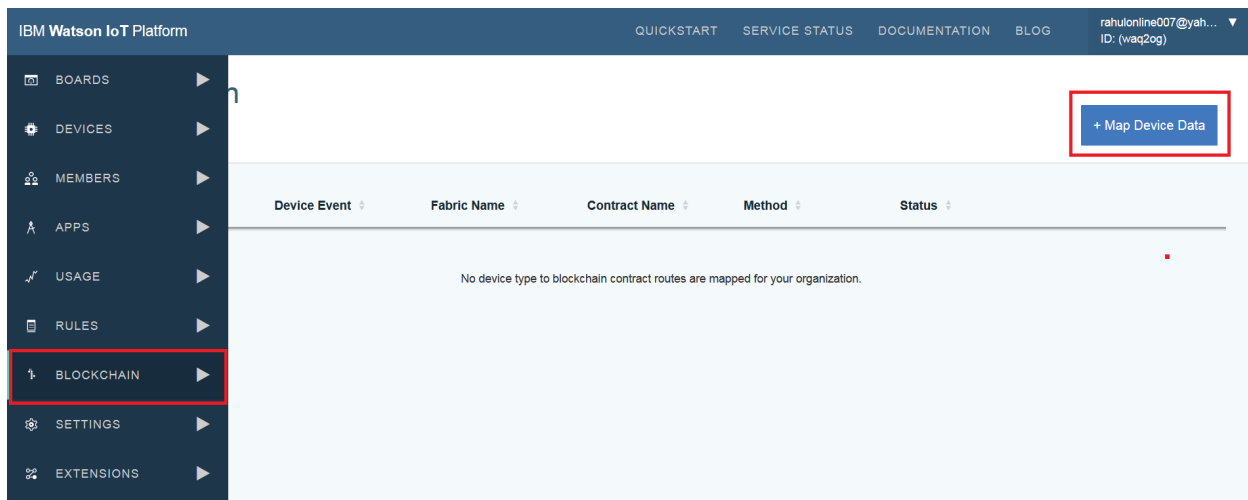 IBM Watson IoT Platform
QUICKSTART
SERVICE STATUS
DOCUMENTATION
BLOG
rahulonline007@yah...
ID: (waq2og)
BOARDS
DEVICES
MEMBERS
APPS
USAGE
RULES
BLOCKCHAIN
SETTINGS
EXTENSIONS
n
+ Map Device Data
Device Event
Fabric Name
Contract Name
Method
Status
No device type to blockchain contract routes are mapped for your organization.